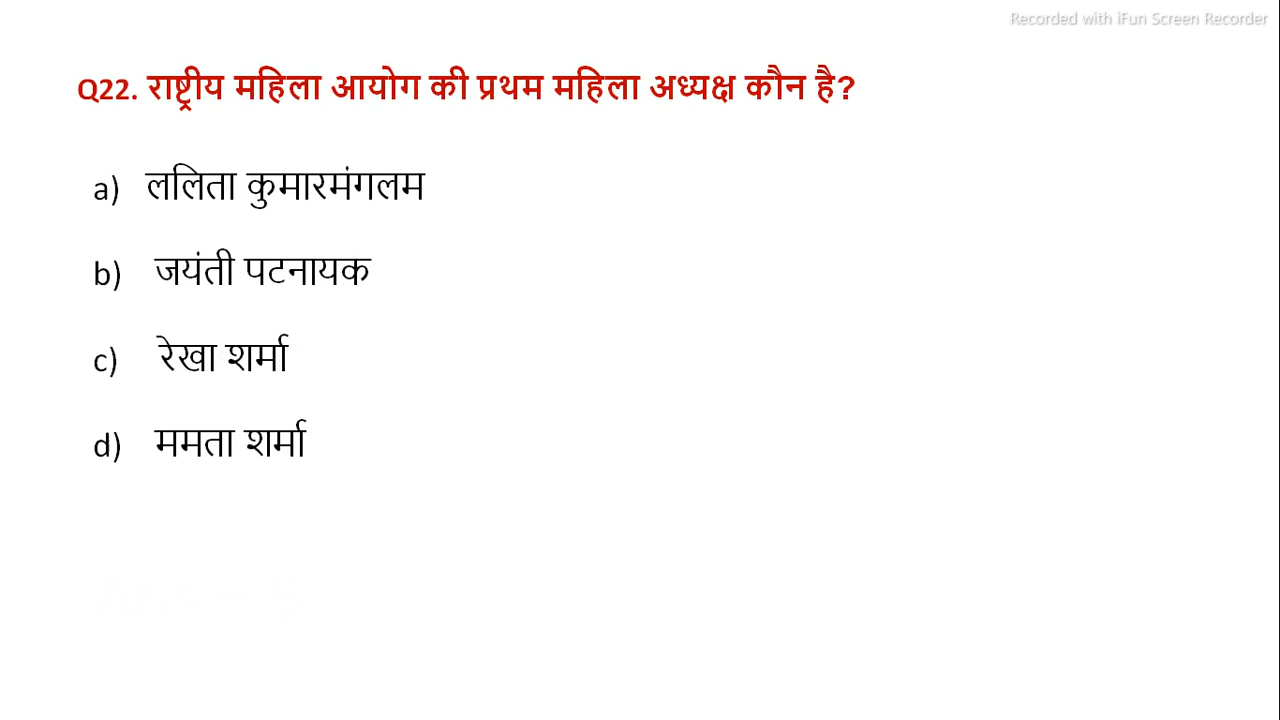 Recorded with iFun Screen Recorder
Q22. राष्ट्रीय महिला आयोग की प्रथम महिला अध्यक्ष कौन है?
a) ललिता कुमारमंगलम
b) जयंती पटनायक
c) रेखा शर्मा
d) ममता शर्मा